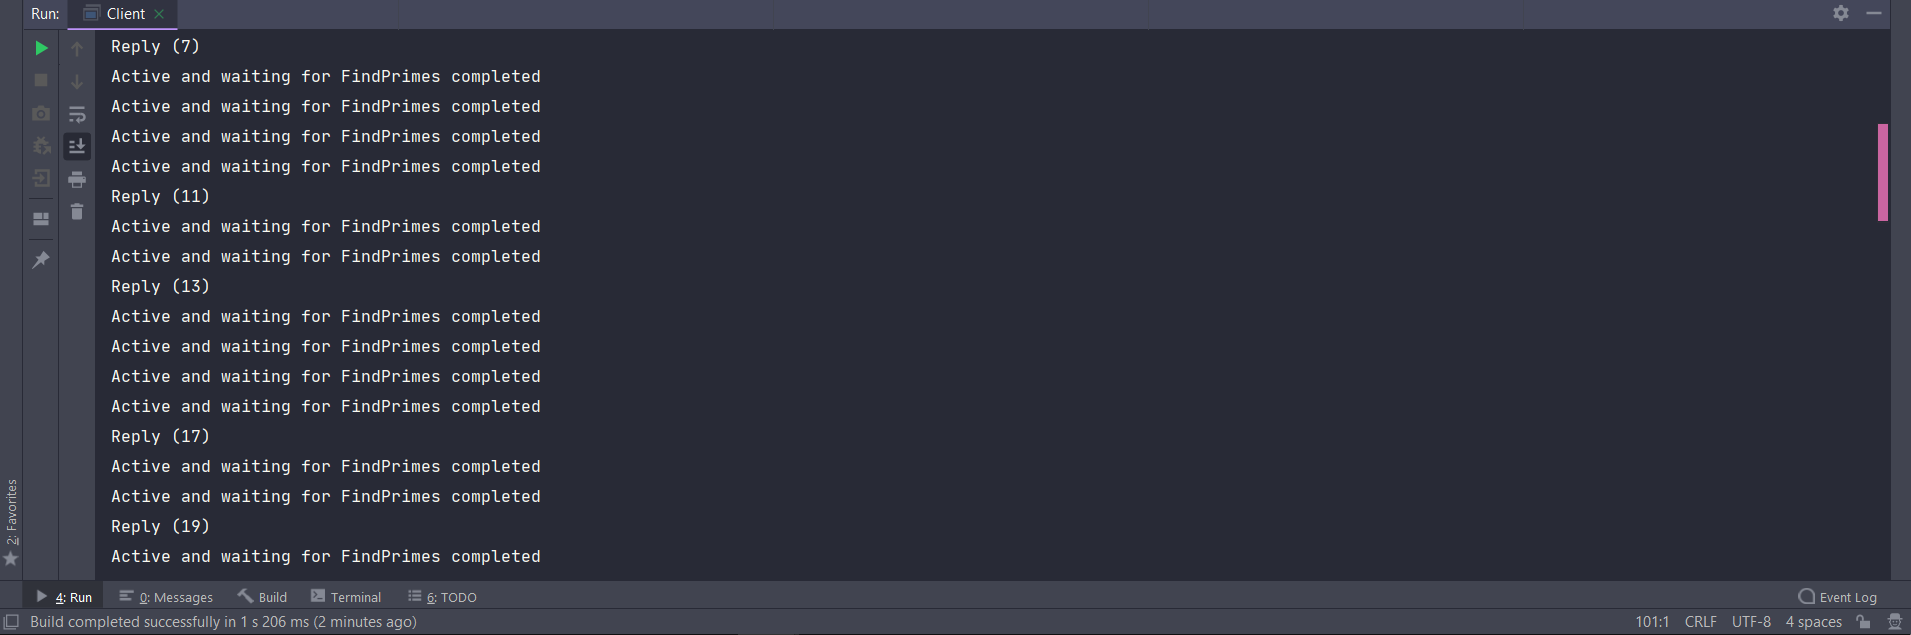 Run: Client
Reply (7)
Active and waiting for FindPrimes completed
Active and waiting for FindPrimes completed
Active and waiting for FindPrimes completed
Active and waiting for FindPrimes completed
Reply (11)
Active and waiting for FindPrimes completed
Active and waiting for FindPrimes completed
Reply (13)
Active and waiting for FindPrimes completed
Active and waiting for FindPrimes completed
Active and waiting for FindPrimes completed
Active and waiting for FindPrimes completed
Reply (17)
Active and waiting for FindPrimes completed
Active and waiting for FindPrimes completed
Reply (19)
Active and waiting for FindPrimes completed
2: Favorites
4: Run 0: Messages Build Terminal 6: TODO Event Log
Build completed successfully in 1 s 206 ms (2 minutes ago) 101:1 CRLF UTF-8 4 spaces